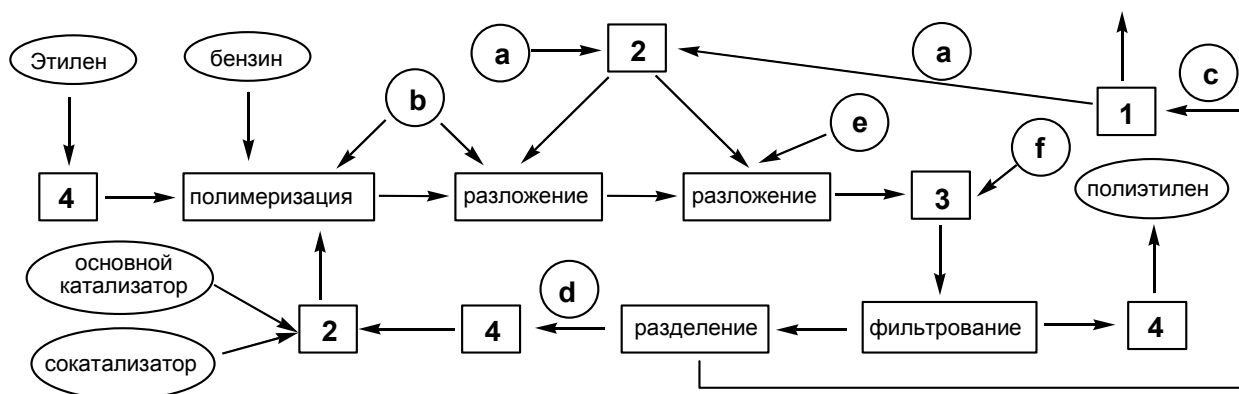 Этилен
бензин
a
2
a
c
b
1
e
f
4
полимеризация
разложение
разложение
3
полиэтилен
основной
катализатор
сокатализатор
2
4
d
разделение
фильтрование
4